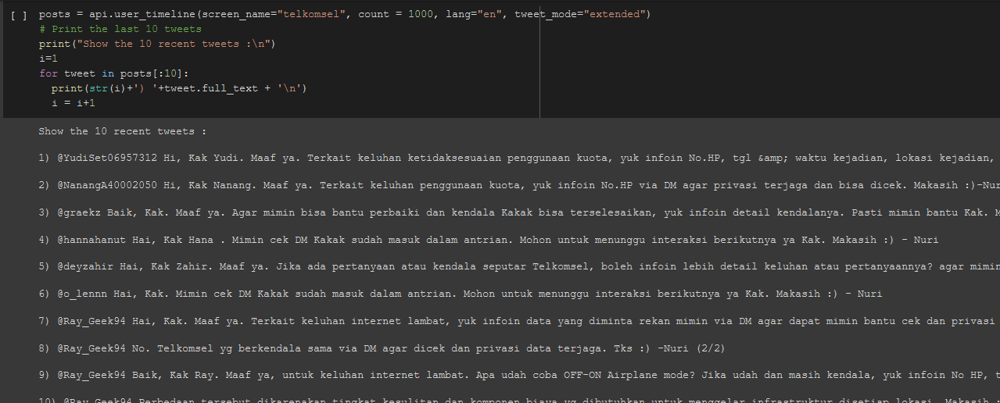 [ ] posts = api.user_timeline(screen_name="telkomsel", count = 1000, lang="en", tweet_mode="extended")
# Print the last 10 tweets
print("Show the 10 recent tweets :\n")
i=1
for tweet in posts[:10]:
print(str(i)+') '+tweet.full_text + '\n')
i = i+1
Show the 10 recent tweets :
1) @YudiSet06957312 Hi, Kak Yudi. Maaf ya. Terkait keluhan ketidaksesuaian penggunaan kuota, yuk infoin No.HP, tgl &amp; waktu kejadian, lokasi kejadian,
2) @NanangA40002050 Hi, Kak Nanang. Maaf ya. Terkait keluhan penggunaan kuota, yuk infoin No.HP via DM agar privasi terjaga dan bisa dicek. Makasih :)-Nur
3) @graekz Baik, Kak. Maaf ya. Agar mimin bisa bantu perbaiki dan kendala Kakak bisa terselesaikan, yuk infoin detail kendalanya. Pasti mimin bantu Kak. M
4) @hannahanut Hai, Kak Hana . Mimin cek DM Kakak sudah masuk dalam antrian. Mohon untuk menunggu interaksi berikutnya ya Kak. Makasih :) - Nuri
5) @deyzahir Hai, Kak Zahir. Maaf ya. Jika ada pertanyaan atau kendala seputar Telkomsel, boleh infoin lebih detail keluhan atau pertanyaannya? agar mimin
6) @o_lennn Hai, Kak. Mimin cek DM Kakak sudah masuk dalam antrian. Mohon untuk menunggu interaksi berikutnya ya Kak. Makasih :) - Nuri
7) @Ray_Geek94 Hai, Kak. Maaf ya. Terkait keluhan internet lambat, yuk infoin data yang diminta rekan mimin via DM agar dapat mimin bantu cek dan privasi
8) @Ray_Geek94 No. Telkomsel yg berkendala sama via DM agar dicek dan privasi data terjaga. Tks :) -Nuri (2/2)
9) @Ray_Geek94 Baik, Kak Ray. Maaf ya, untuk keluhan internet lambat. Apa udah coba OFF-ON Airplane mode? Jika udah dan masih kendala, yuk infoin No HP, t
10) @Ray_Geek94 Perbedaan tersebut dikarenakan tingkat kesulitan dan komponen biaya yg dibutuhkan untuk menggelar infrastruktur disetiap lokasi. Makasih :